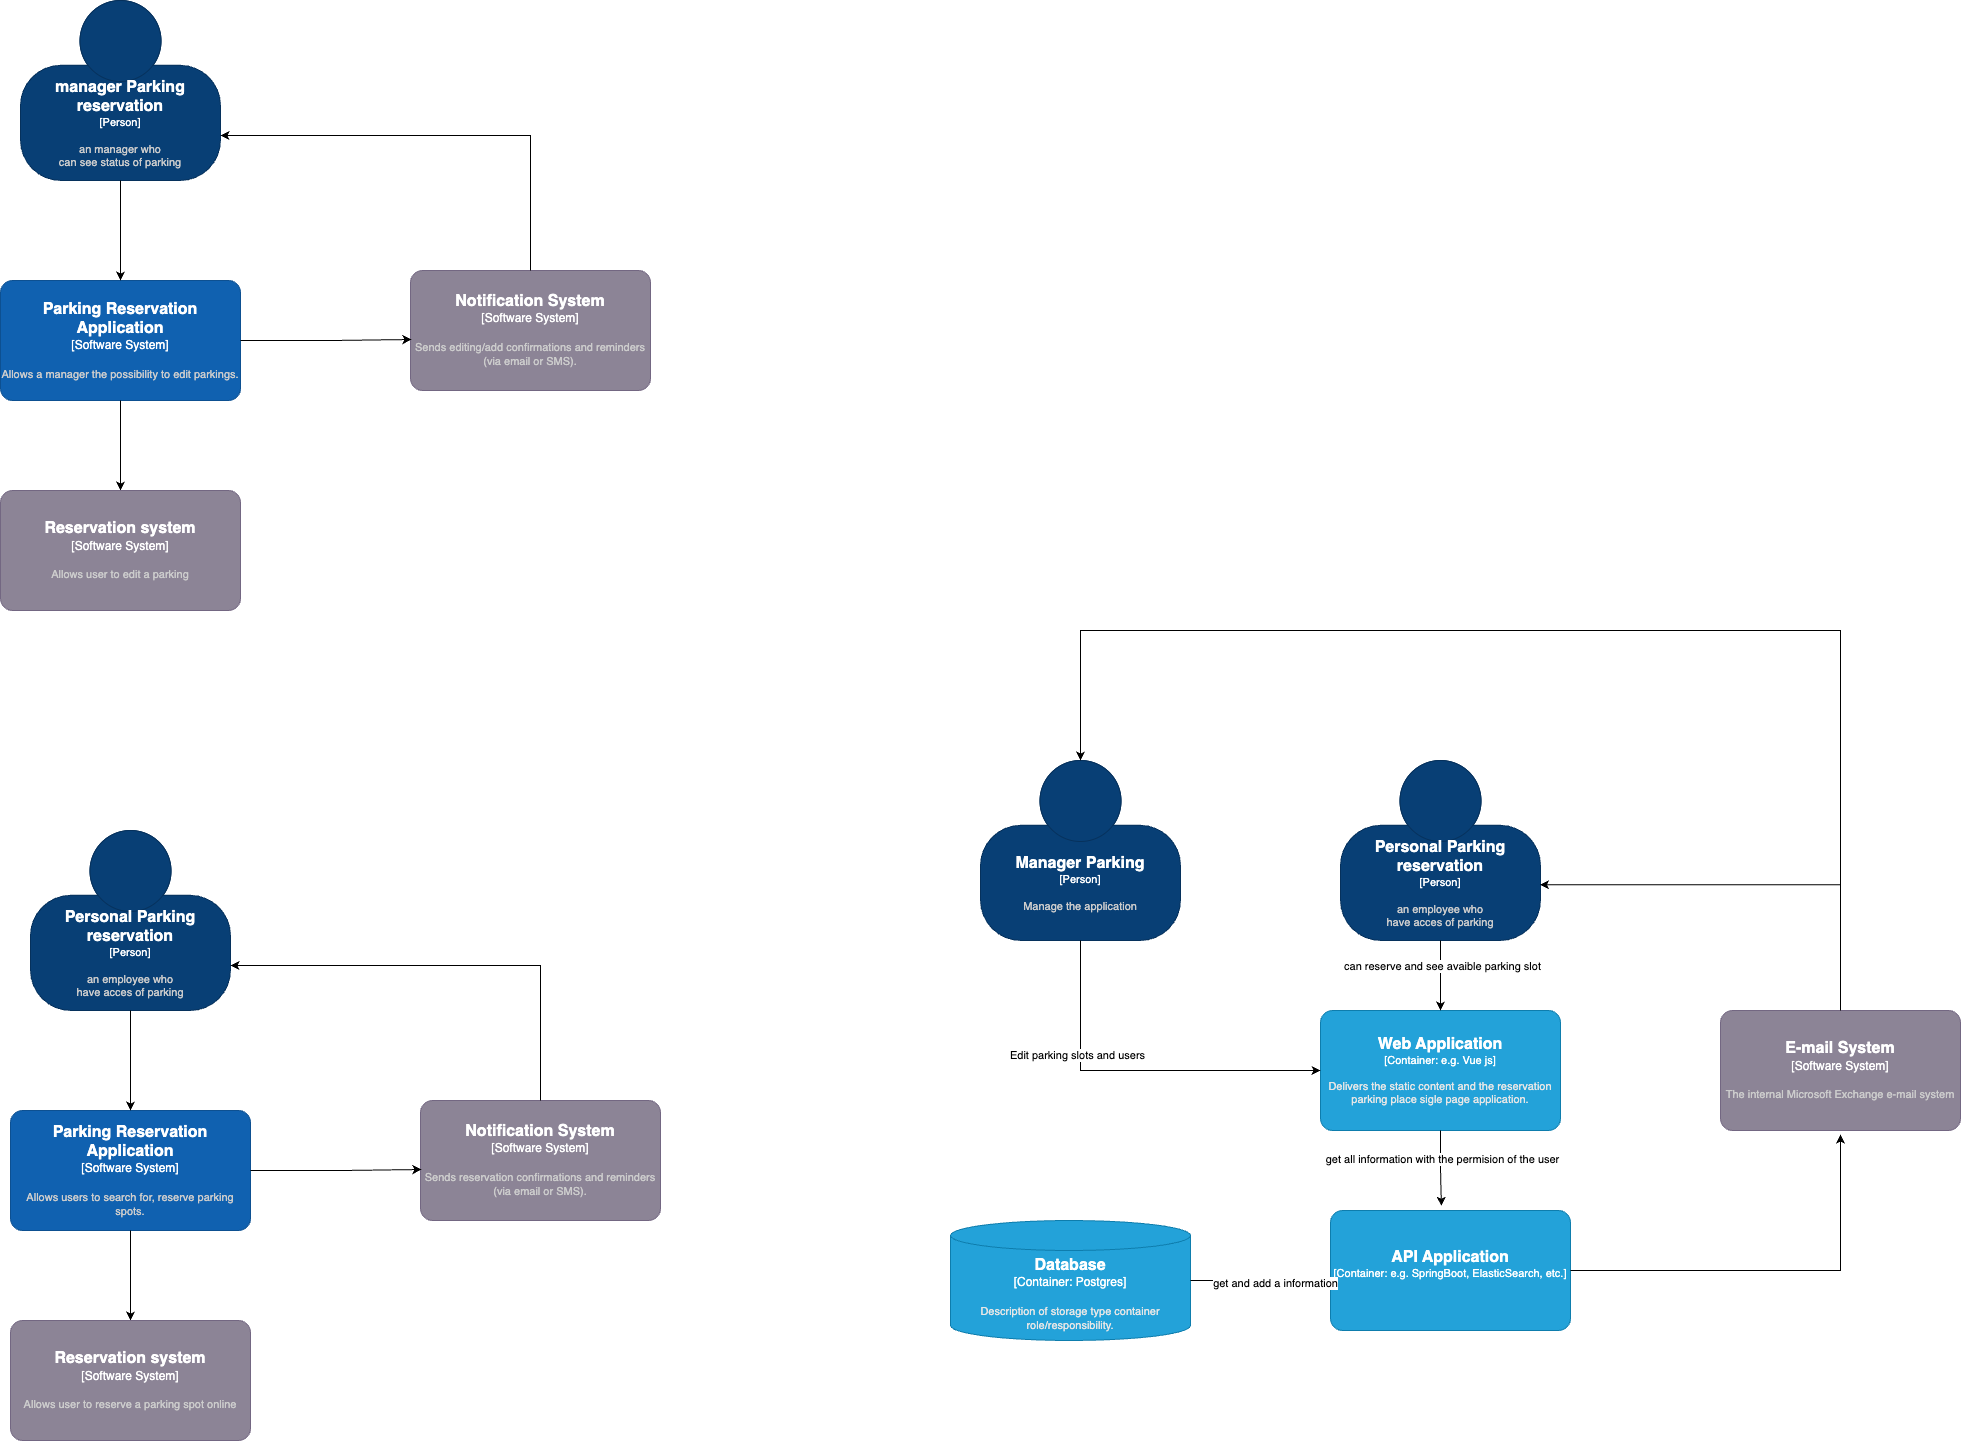 manager Parking
reservation
[Person]
an manager who
can see status of parking
Parking Reservation
Application
[Software System]
Allows a manager the possibility to edit parkings.
Notification System
[Software System]
Sends editing/add confirmations and reminders
(via email or SMS).
Reservation system
[Software System]
Allows user to edit a parking
Personal Parking
reservation
[Person]
an employee who
have acces of parking
Parking Reservation
Application
[Software System]
Allows users to search for, reserve parking
spots.
Notification System
[Software System]
Sends reservation confirmations and reminders
(via email or SMS).
Reservation system
[Software System]
Allows user to reserve a parking spot online
Manager Parking
[Person]
Manage the application
Personal Parking
reservation
[Person]
an employee who
have acces of parking
can reserve and see avaible parking slot
Edit parking slots and users
Web Application
[Container: e.g. Vue js]
Delivers the static content and the reservation
parking place sigle page application.
E-mail System
[Software System]
The internal Microsoft Exchange e-mail system
get all information with the permision of the user
Database
[Container: Postgres]
Description of storage type container
role/responsibility.
get and add a information
API Application
[Container: e.g. SpringBoot, ElasticSearch, etc.]